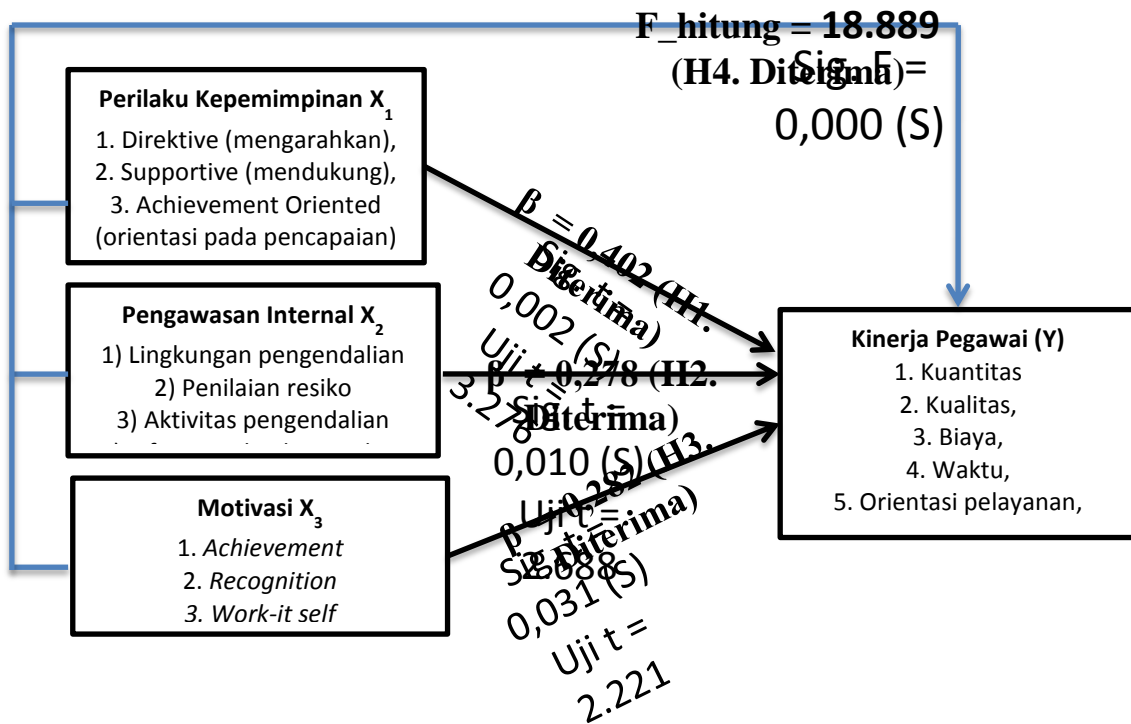 F_hitung = 18.889
(H4. Diterima)
Sig. F =
0,000 (S)
Perilaku Kepemimpinan X1
1. Direktive (mengarahkan),
2. Supportive (mendukung),
3. Achievement Oriented
(orientasi pada pencapaian)
β = 0,402 (H1.
Diterima)
Sig. t =
0,002 (S)
Uji t =
3.276
Pengawasan Internal X2
1) Lingkungan pengendalian
2) Penilaian resiko
3) Aktivitas pengendalian
β = 0,278 (H2.
Diterima)
Sig. t =
0,010 (S)
Uji t =
2.688
Motivasi X3
1. Achievement
2. Recognition
3. Work-it self
β = 0,282 (H3.
Diterima)
Sig. t =
0,031 (S)
Uji t =
2.221
Kinerja Pegawai (Y)
1. Kuantitas
2. Kualitas,
3. Biaya,
4. Waktu,
5. Orientasi pelayanan,